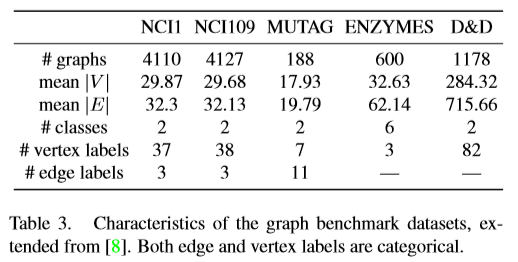 NCI1 NCI109 MUTAG ENZYMES D&D
# graphs 4110 4127 188 600 1178
mean |V| 29.87 29.68 17.93 32.63 284.32
mean |E| 32.3 32.13 19.79 62.14 715.66
# classes 2 2 2 6 2
# vertex labels 37 38 7 3 82
# edge labels 3 3 11 — —
Table 3. Characteristics of the graph benchmark datasets, ex-
tended from [8]. Both edge and vertex labels are categorical.